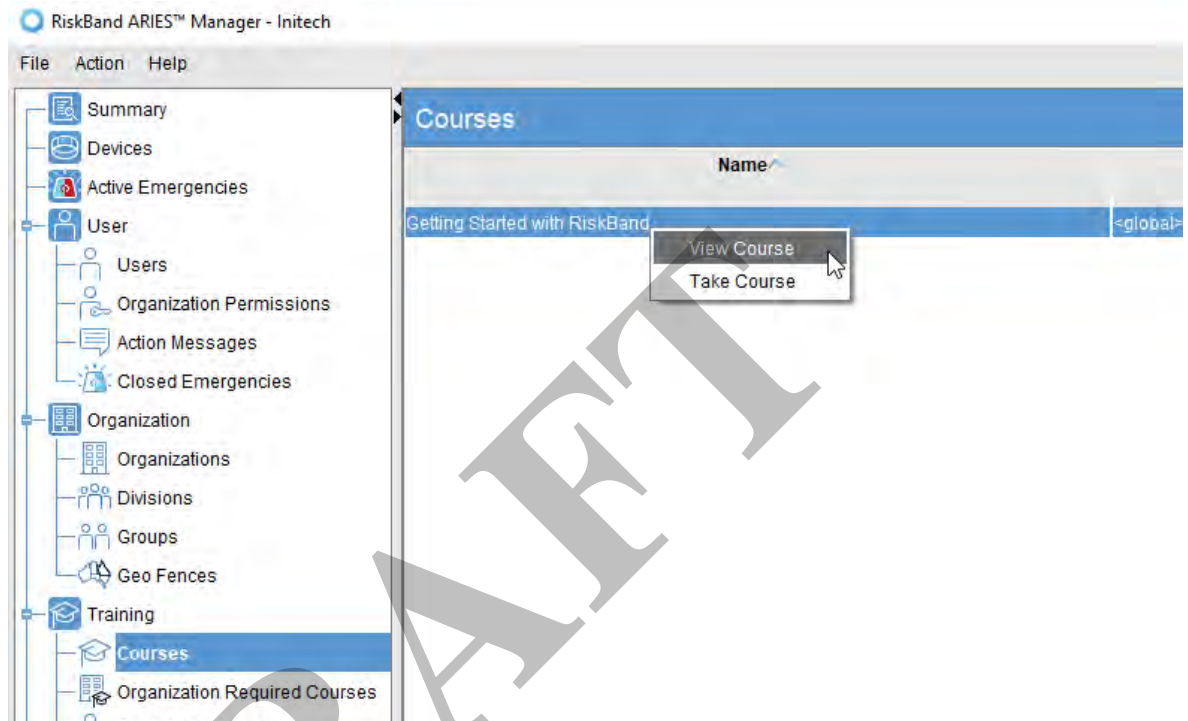 RiskBand ARIES™ Manager - Initech
File Action Help
Summary
Devices
Active Emergencies
User
Users
Organization Permissions
Action Messages
Closed Emergencies
Organization
Organizations
Divisions
Groups
Geo Fences
Training
Courses
Organization Required Courses
Courses
Name
Getting Started with RiskBand
<global>
View Course
Take Course
RAFT